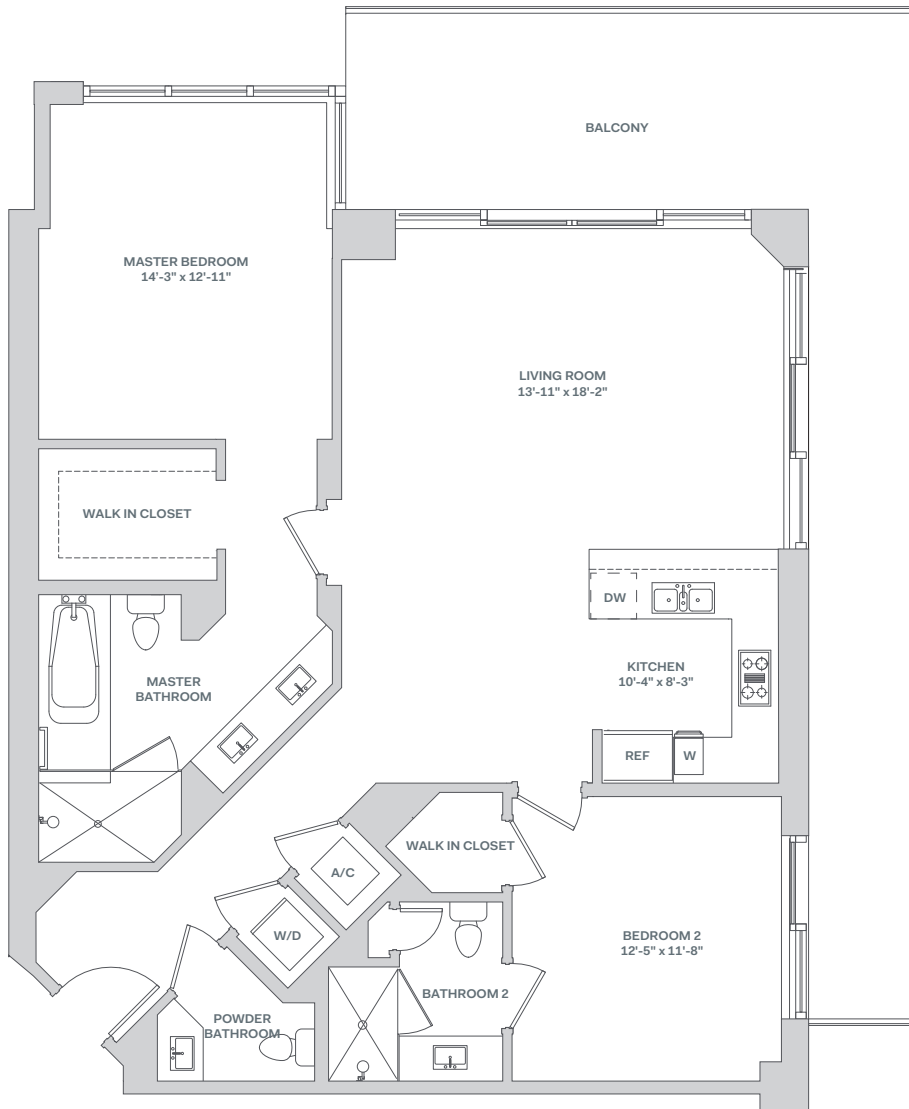 BALCONY
MASTER BEDROOM
14'-3" x 12'-11"
LIVING ROOM
13'-11" x 18'-2"
WALK IN CLOSET
DW
KITCHEN
10'-4" x 8'-3"
MASTER
BATHROOM
REF
W
WALK IN CLOSET
A/C
W/D
BEDROOM 2
12'-5" x 11'-8"
BATHROOM 2
POWDER
BATHROOM